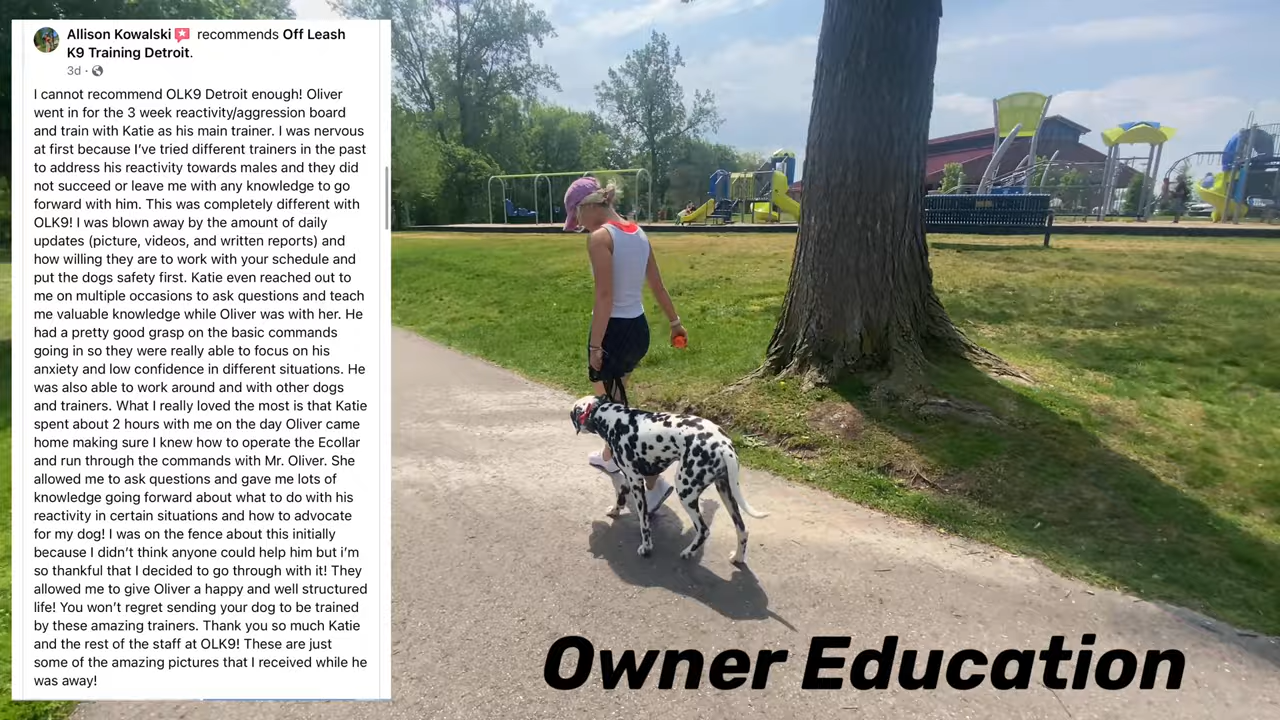 Allison Kowalski recommends Off Leash
K9 Training Detroit.
3d ·
I cannot recommend OLK9 Detroit enough! Oliver
went in for the 3 week reactivity/aggression board
and train with Katie as his main trainer. I was nervous
at first because I've tried different trainers in the past
to address his reactivity towards males and they did
not succeed or leave me with any knowledge to go
forward with him. This was completely different with
OLK9! I was blown away by the amount of daily
updates (picture, videos, and written reports) and
how willing they are to work with your schedule and
put the dogs safety first. Katie even reached out to
me on multiple occasions to ask questions and teach
me valuable knowledge while Oliver was with her. He
had a pretty good grasp on the basic commands
going in so they were really able to focus on his
anxiety and low confidence in different situations. He
was also able to work around and with other dogs
and trainers. What I really loved the most is that Katie
spent about 2 hours with me on the day Oliver came
home making sure I knew how to operate the Ecollar
and run through the commands with Mr. Oliver. She
allowed me to ask questions and gave me lots of
knowledge going forward about what to do with his
reactivity in certain situations and how to advocate
for my dog! I was on the fence about this initially
because I didn't think anyone could help him but i'm
so thankful that I decided to go through with it! They
allowed me to give Oliver a happy and well structured
life! You won't regret sending your dog to be trained
by these amazing trainers. Thank you so much Katie
and the rest of the staff at OLK9! These are just
some of the amazing pictures that I received while he
was away!
Owner Education